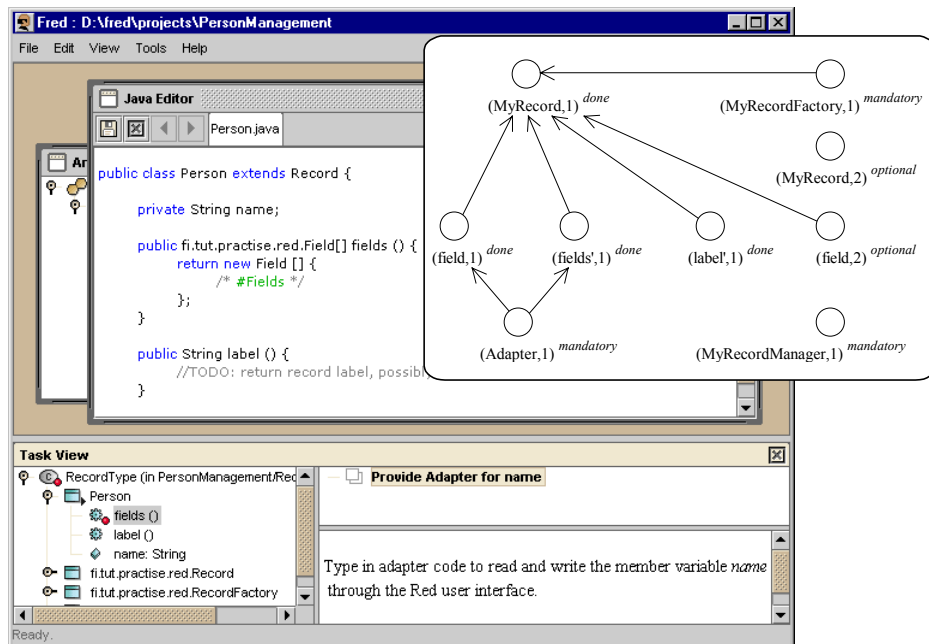 Fred : D:\fred\projects\PersonManagement
File Edit View Tools Help
Java Editor
Person.java
Ar
public class Person extends Record {
private String name;
public fi.tut.practise.red.Field[] fields () {
return new Field [] {
/* #Fields */
};
}
public String label () {
//TODO: return record label, possibl
}
(MyRecord,1) done
(MyRecordFactory,1) mandatory
(MyRecord,2) optional
(field,1) done
(fields',1) done
(label',1) done
(field,2) optional
(Adapter,1) mandatory
(MyRecordManager,1) mandatory
Task View
RecordType (in PersonManagement/Rec
Person
fields ()
label ()
name: String
fi.tut.practise.red.Record
fi.tut.practise.red.RecordFactory
Provide Adapter for name
Type in adapter code to read and write the member variable name
through the Red user interface.
Ready.